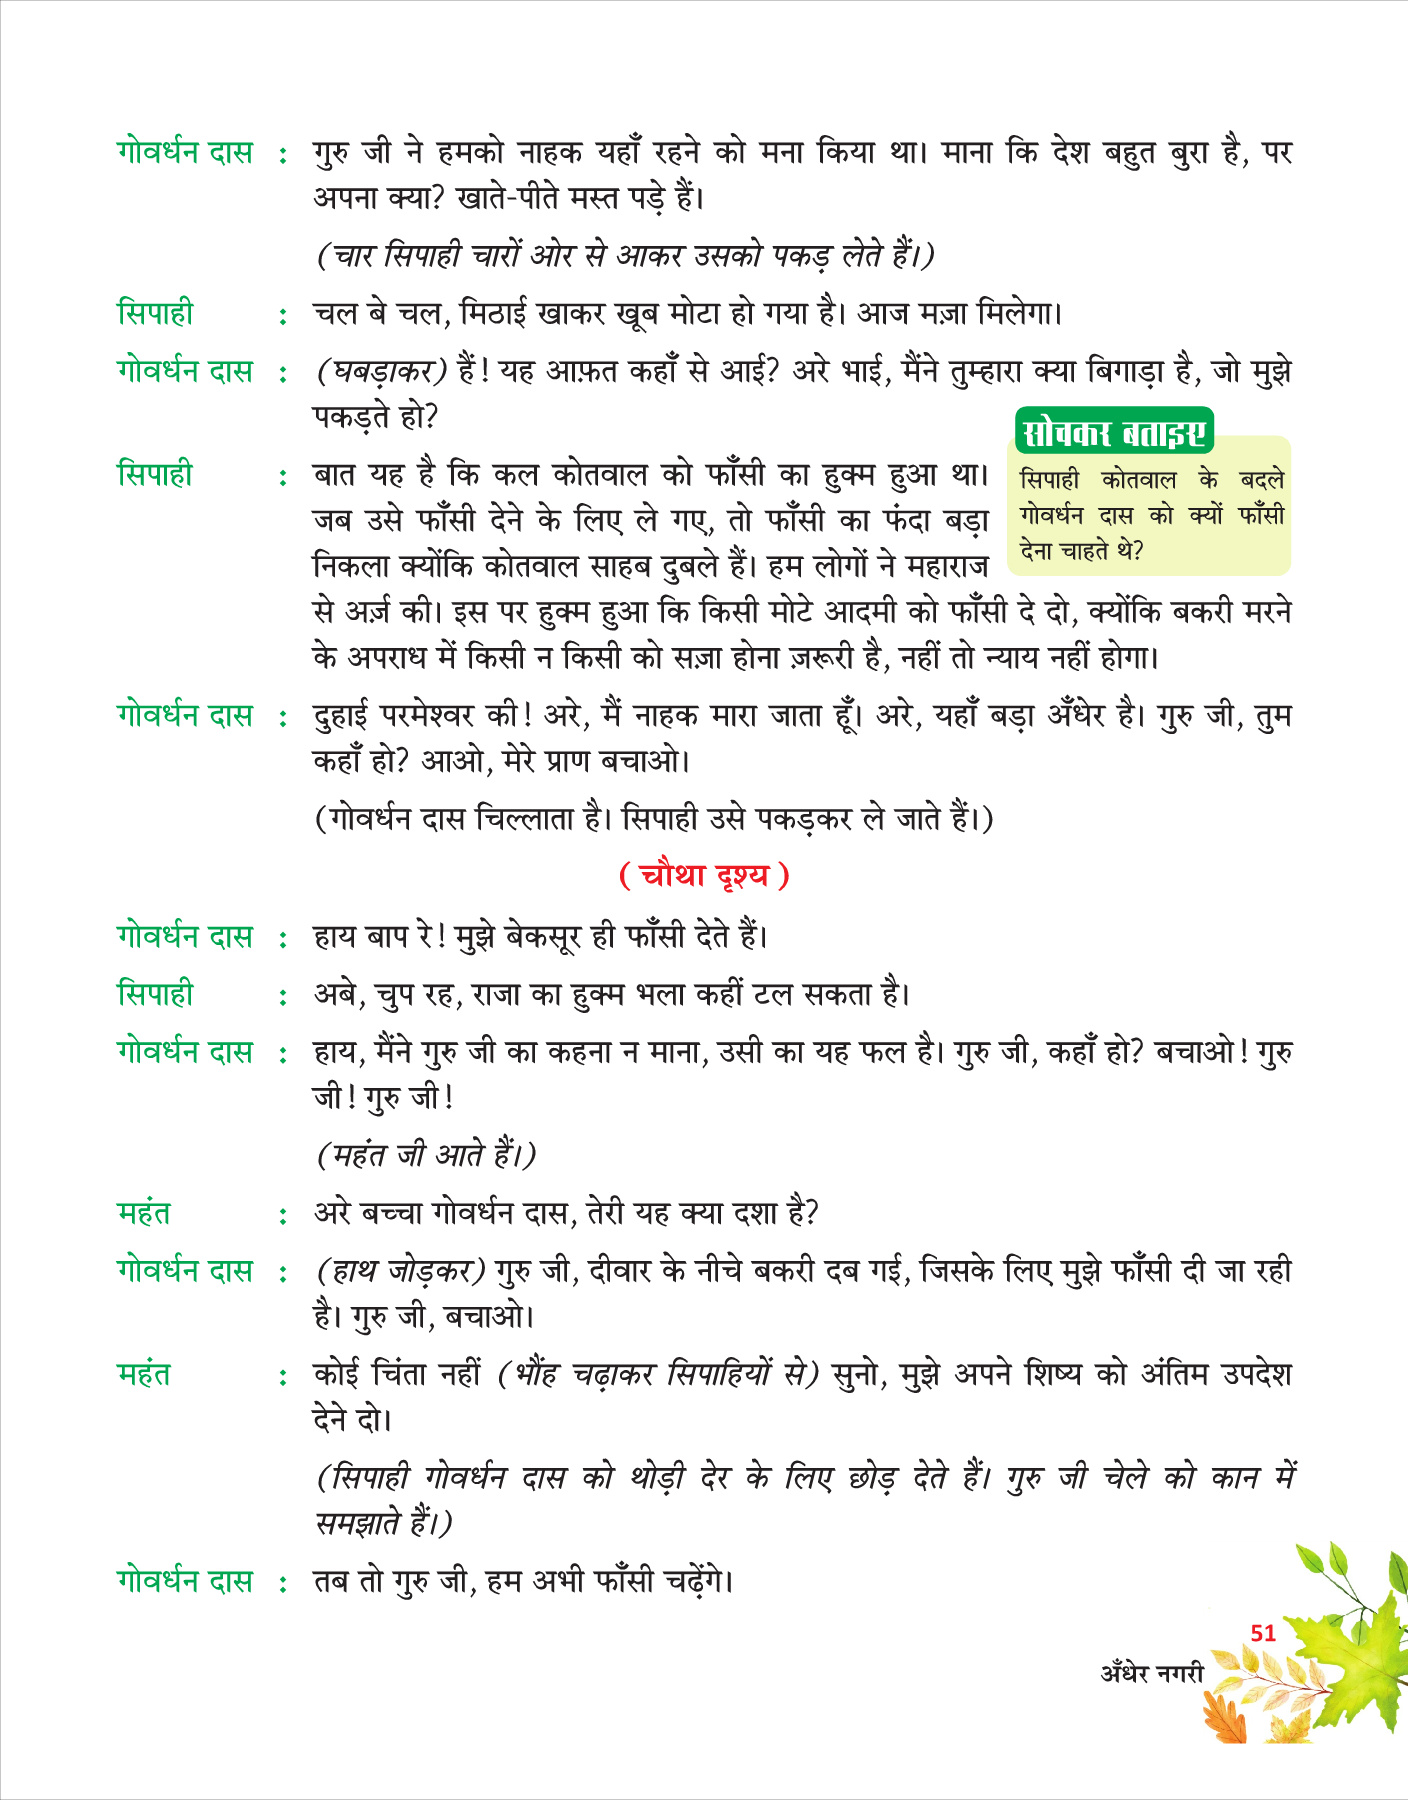 गोवर्धन दास : गुरु जी ने हमको नाहक यहाँ रहने को मना किया था। माना कि देश बहुत बुरा है, पर
अपना क्या? खाते-पीते मस्त पड़े हैं।
(चार सिपाही चारों ओर से आकर उसको पकड़ लेते हैं।)
सिपाही : चल बे चल, मिठाई खाकर खूब मोटा हो गया है। आज मज़ा मिलेगा।
गोवर्धन दास : (घबड़ाकर) हैं! यह आफ़त कहाँ से आई? अरे भाई, मैंने तुम्हारा क्या बिगाड़ा है, जो मुझे
पकड़ते हो?
सिपाही : बात यह है कि कल कोतवाल को फाँसी का हुक्म हुआ था।
जब उसे फाँसी देने के लिए ले गए, तो फाँसी का फंदा बड़ा
निकला क्योंकि कोतवाल साहब दुबले हैं। हम लोगों ने महाराज
से अर्ज़ की। इस पर हुक्म हुआ कि किसी मोटे आदमी को फाँसी दे दो, क्योंकि बकरी मरने
के अपराध में किसी न किसी को सज़ा होना ज़रूरी है, नहीं तो न्याय नहीं होगा।
सोचकर बताइए
सिपाही कोतवाल के बदले
गोवर्धन दास को क्यों फाँसी
देना चाहते थे?
गोवर्धन दास : दुहाई परमेश्वर की! अरे, मैं नाहक मारा जाता हूँ। अरे, यहाँ बड़ा अँधेर है। गुरु जी, तुम
कहाँ हो? आओ, मेरे प्राण बचाओ।
(गोवर्धन दास चिल्लाता है। सिपाही उसे पकड़कर ले जाते हैं।)
(चौथा दृश्य)
गोवर्धन दास : हाय बाप रे! मुझे बेकसूर ही फाँसी देते हैं।
सिपाही : अबे, चुप रह, राजा का हुक्म भला कहीं टल सकता है।
गोवर्धन दास : हाय, मैंने गुरु जी का कहना न माना, उसी का यह फल है। गुरु जी, कहाँ हो? बचाओ! गुरु
जी! गुरु जी!
(महंत जी आते हैं।)
महंत : अरे बच्चा गोवर्धन दास, तेरी यह क्या दशा है?
गोवर्धन दास : (हाथ जोड़कर) गुरु जी, दीवार के नीचे बकरी दब गई, जिसके लिए मुझे फाँसी दी जा रही
है। गुरु जी, बचाओ।
महंत : कोई चिंता नहीं (भौंह चढ़ाकर सिपाहियों से) सुनो, मुझे अपने शिष्य को अंतिम उपदेश
देने दो।
(सिपाही गोवर्धन दास को थोड़ी देर के लिए छोड़ देते हैं। गुरु जी चेले को कान में
समझाते हैं।)
गोवर्धन दास : तब तो गुरु जी, हम अभी फाँसी चढ़ेंगे।
51
अँधेर नगरी